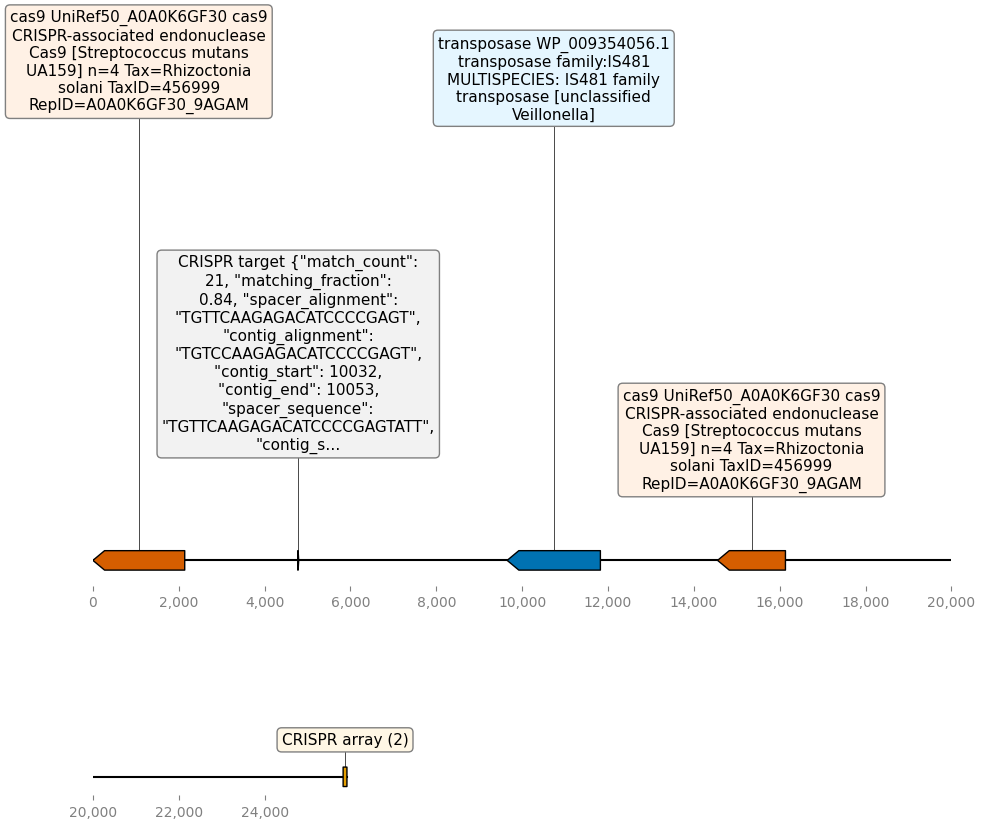 cas9 UniRef50_A0A0K6GF30 cas9
CRISPR-associated endonuclease
Cas9 [Streptococcus mutans
UA159] n=4 Tax=Rhizoctonia
solani TaxID=456999
RepID=A0A0K6GF30_9AGAM
transposase WP_009354056.1
transposase family:IS481
MULTISPECIES: IS481 family
transposase [unclassified
Veillonella]
CRISPR target {"match_count":
21, "matching_fraction":
0.84, "spacer_alignment":
"TGTTCAAGAGACATCCCCGAGT",
"contig_alignment":
"TGTCCAAGAGACATCCCCGAGT",
"contig_start": 10032,
"contig_end": 10053,
"spacer_sequence":
"TGTTCAAGAGACATCCCCGAGTATT",
"contig_s...
cas9 UniRef50_A0A0K6GF30 cas9
CRISPR-associated endonuclease
Cas9 [Streptococcus mutans
UA159] n=4 Tax=Rhizoctonia
solani TaxID=456999
RepID=A0A0K6GF30_9AGAM
0 2,000 4,000 6,000 8,000 10,000 12,000 14,000 16,000 18,000 20,000
CRISPR array (2)
20,000 22,000 24,000